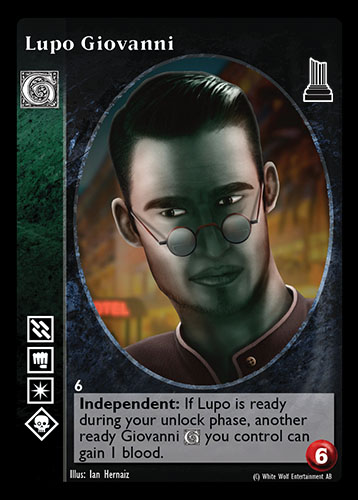 Lupo Giovanni
TEL
6
Independent: If Lupo is ready
during your unlock phase, another
ready Giovanni you control can
gain 1 blood.
6
Illus: Ian Hernaiz
(C) White Wolf Entertainment AB